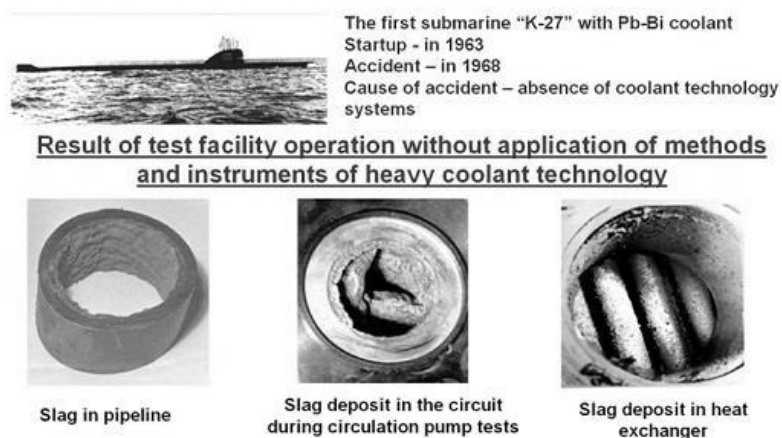 The first submarine “K-27” with Pb-Bi coolant
Startup - in 1963
Accident – in 1968
Cause of accident – absence of coolant technology
systems
Result of test facility operation without application of methods
and instruments of heavy coolant technology
Slag in pipeline
Slag deposit in the circuit
during circulation pump tests
Slag deposit in heat
exchanger